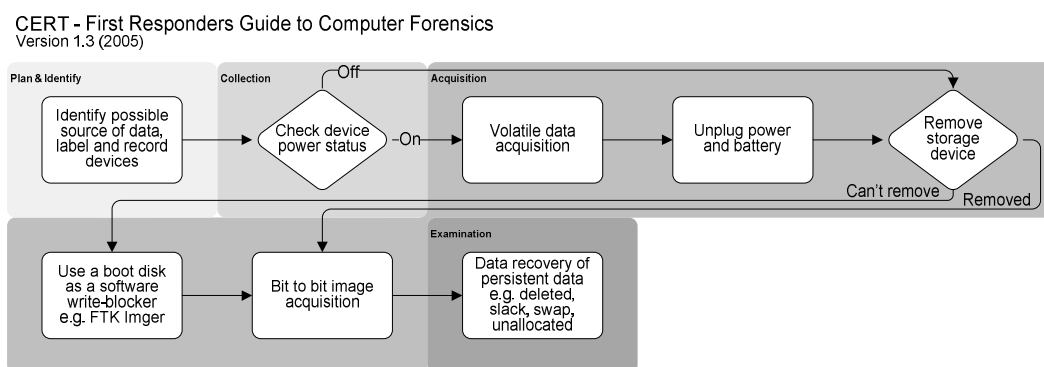 CERT - First Responders Guide to Computer Forensics
Version 1.3 (2005)
Plan & Identify
Collection
Off
Acquisition
Identify possible
source of data,
label and record
devices
Check device
power status
On
Volatile data
acquisition
Unplug power
and battery
Remove
storage
device
Can't remove
Removed
Use a boot disk
as a software
write-blocker
e.g. FTK Imger
Bit to bit image
acquisition
Examination
Data recovery of
persistent data
e.g. deleted,
slack, swap,
unallocated